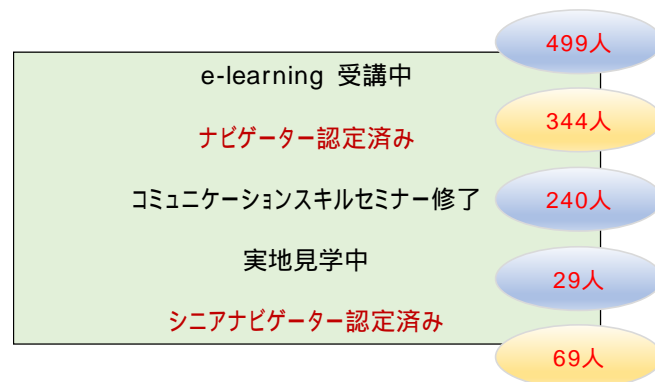 499人
e-learning 受講中
344人
ナビゲーター認定済み
コミュニケーションスキルセミナー修了
240人
実地見学中
29人
シニアナビゲーター認定済み
69人